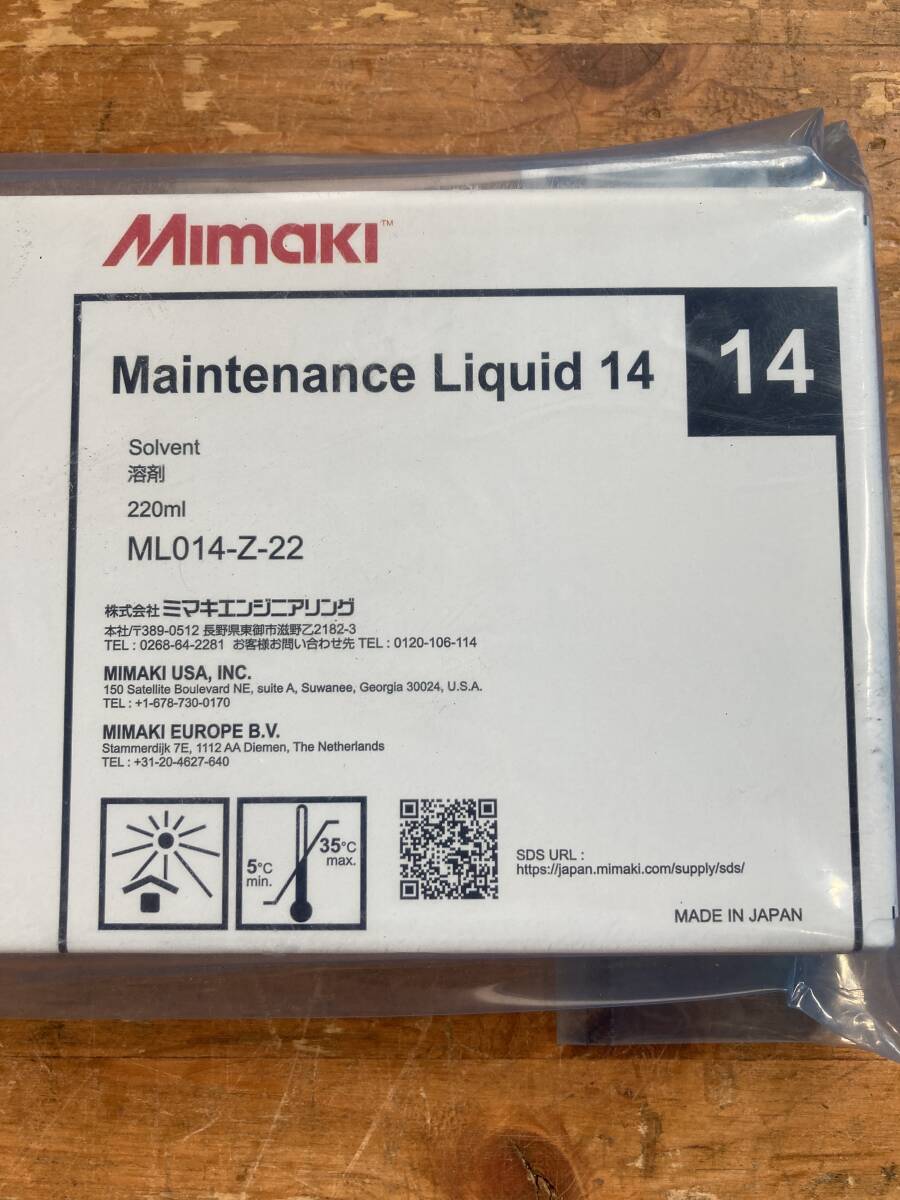 Mimaki™
Maintenance Liquid 14
14
Solvent
溶剤
220ml
ML014-Z-22
株式会社 ミマキエンジニアリング
本社/〒389-0512 長野県東御市滋野乙2182-3
TEL : 0268-64-2281 お客様お問い合わせ先 TEL : 0120-106-114
MIMAKI USA, INC.
150 Satellite Boulevard NE, suite A, Suwanee, Georgia 30024, U.S.A.
TEL : +1-678-730-0170
MIMAKI EUROPE B.V.
Stammerdijk 7E, 1112 AA Diemen, The Netherlands
TEL : +31-20-4627-640
5°C
min.
35°C
max.
SDS URL :
https://japan.mimaki.com/supply/sds/
MADE IN JAPAN